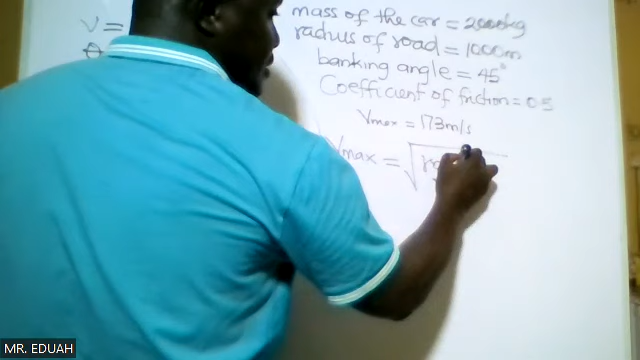 V =
θ
mass of the car = 2000kg
radius of road = 1000m
banking angle = 45°
Coefficient of friction = 0.5
Vmax = 173m/s
Vmax = √
MR. EDUAH